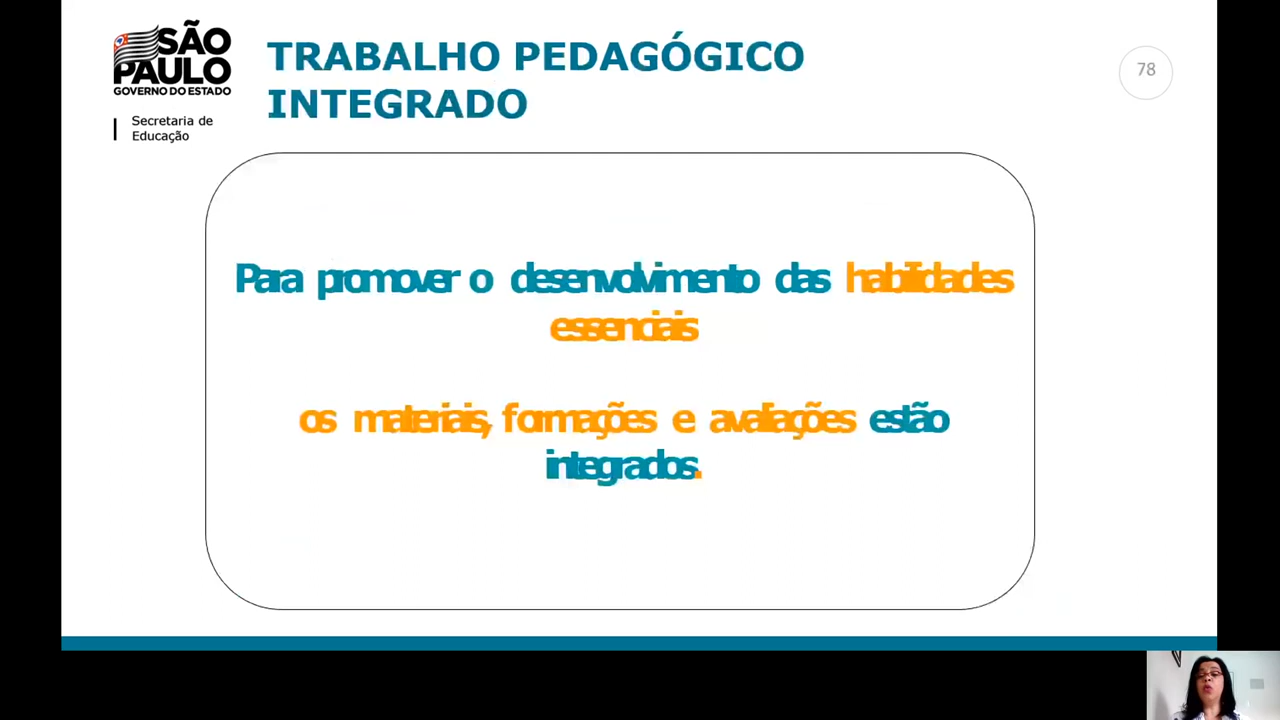 SÃO
PAULO
GOVERNO DO ESTADO
Secretaria de
Educação
TRABALHO PEDAGÓGICO
INTEGRADO
78
Para promover o desenvolvimento das habilidades
essenciais
os materiais, formações e avaliações estão
integrados.